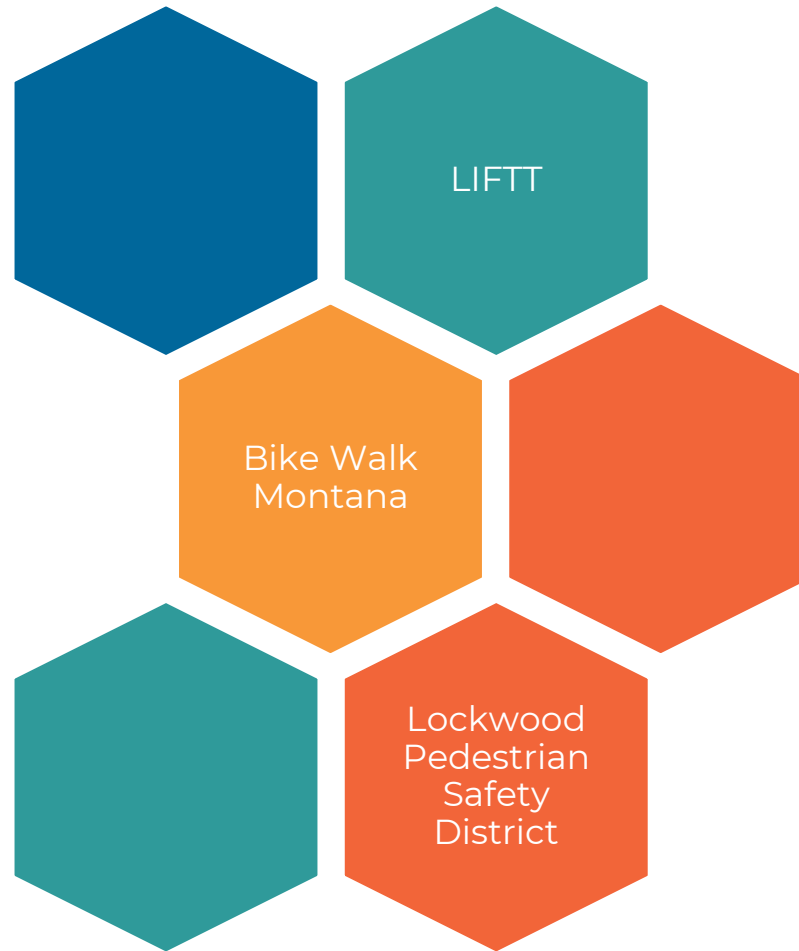 LIFTT
Bike Walk
Montana
Lockwood
Pedestrian
Safety
District